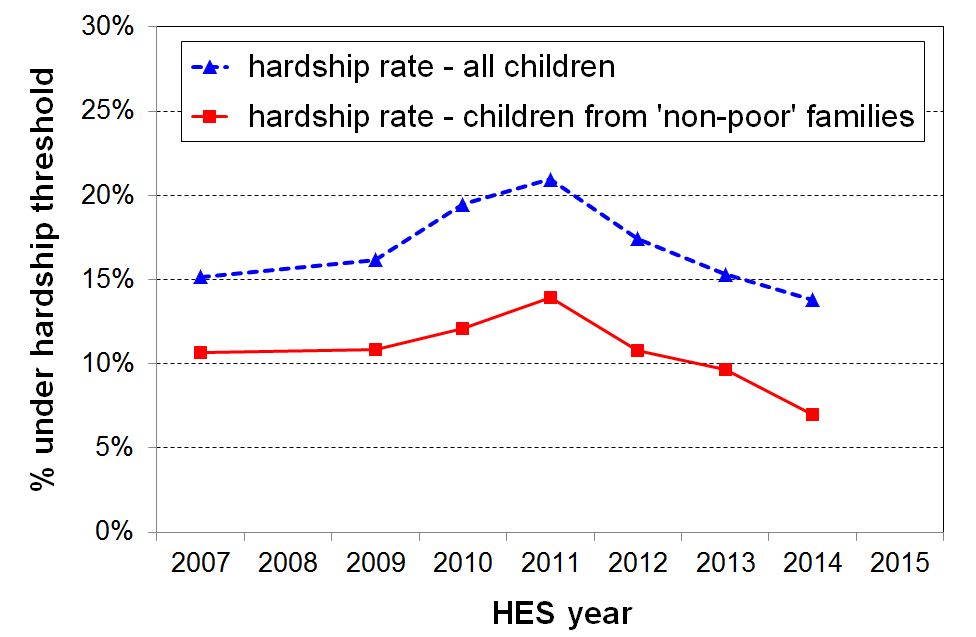 30%
hardship rate - all children
25%
hardship rate - children from 'non-poor' families
20%
15%
10%
5%
0%
% under hardship threshold
2007 2008 2009 2010 2011 2012 2013 2014 2015
HES year